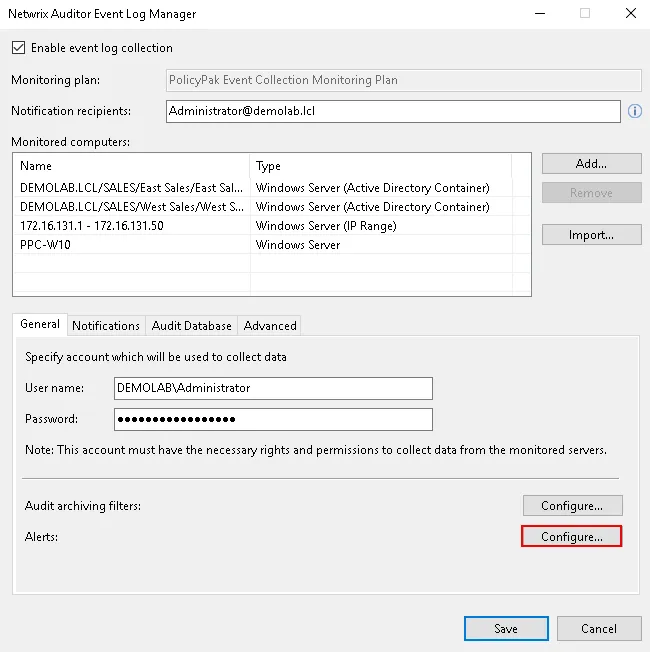 Netwrix Auditor Event Log Manager
Enable event log collection
Monitoring plan: PolicyPak Event Collection Monitoring Plan
Notification recipients: Administrator@demolab.lcl
Monitored computers:
Name Type
DEMOLAB.LCL/SALES/East Sales/East Sal... Windows Server (Active Directory Container)
DEMOLAB.LCL/SALES/West Sales/West S... Windows Server (Active Directory Container)
172.16.131.1 - 172.16.131.50 Windows Server (IP Range)
PPC-W10 Windows Server
Add...
Remove
Import...
General Notifications Audit Database Advanced
Specify account which will be used to collect data
User name: DEMOLAB\Administrator
Password: ●●●●●●●●●●●●●●●●●
Note: This account must have the necessary rights and permissions to collect data from the monitored servers.
Audit archiving filters: Configure...
Alerts: Configure...
Save Cancel